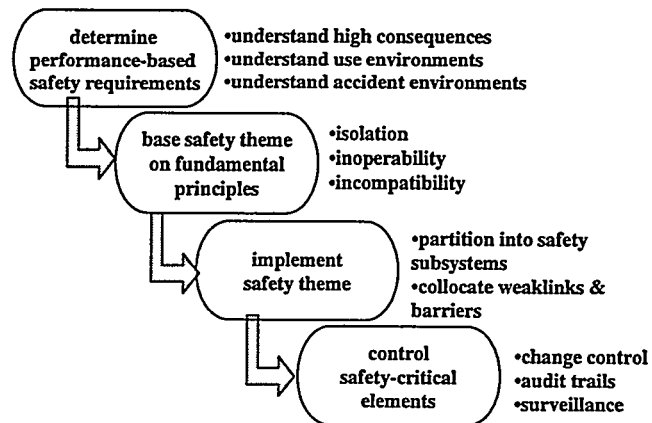 determine
performance-based
safety requirements
•understand high consequences
•understand use environments
•understand accident environments
base safety theme
on fundamental
principles
•isolation
•inoperability
•incompatibility
implement
safety theme
•partition into safety
subsystems
•collocate weaklinks &
barriers
control
safety-critical
elements
•change control
•audit trails
•surveillance